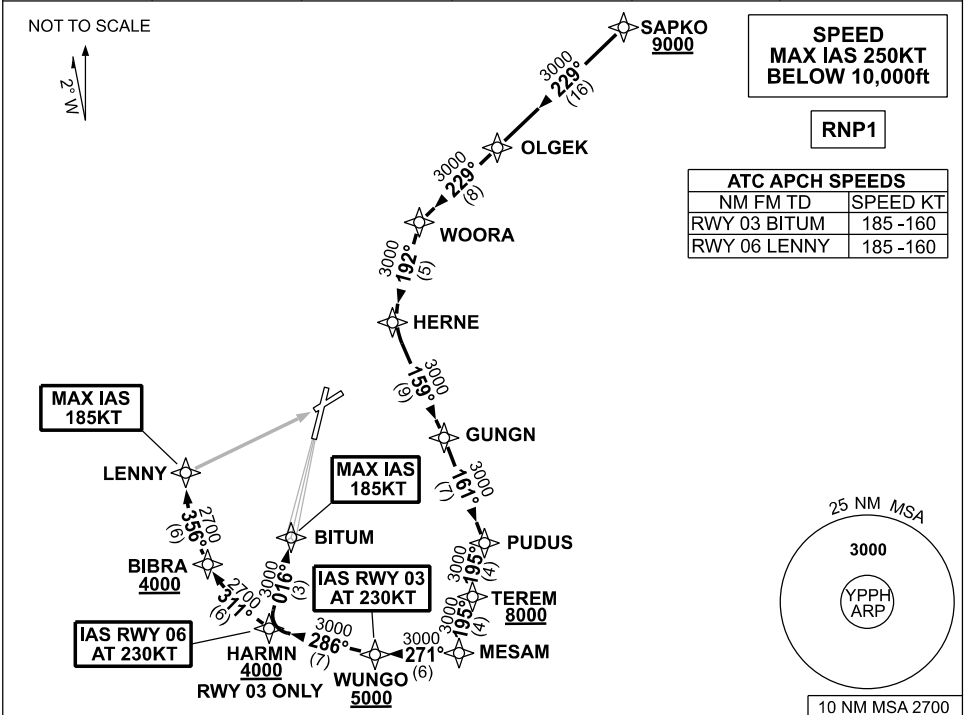 NOT TO SCALE
2° W
SAPKO
9000
SPEED
MAX IAS 250KT
BELOW 10,000ft
RNP1
ATC APCH SPEEDS
NM FM TD SPEED KT
RWY 03 BITUM 185 -160
RWY 06 LENNY 185 -160
3000
229°
(16)
OLGEK
3000
229°
(8)
WOORA
3000
192°
(5)
HERNE
3000
159°
(9)
GUNGN
3000
161°
(7)
PUDUS
3000
195°
(4)
TEREM
8000
3000
195°
(4)
MESAM
3000
271°
(6)
WUNGO
5000
IAS RWY 03
AT 230KT
3000
286°
(7)
HARMN
4000
RWY 03 ONLY
IAS RWY 06
AT 230KT
3000
016°
(3)
BITUM
MAX IAS
185KT
2700
311°
(6)
BIBRA
4000
2700
356°
(6)
LENNY
MAX IAS
185KT
25 NM MSA
3000
YPPH
ARP
10 NM MSA 2700